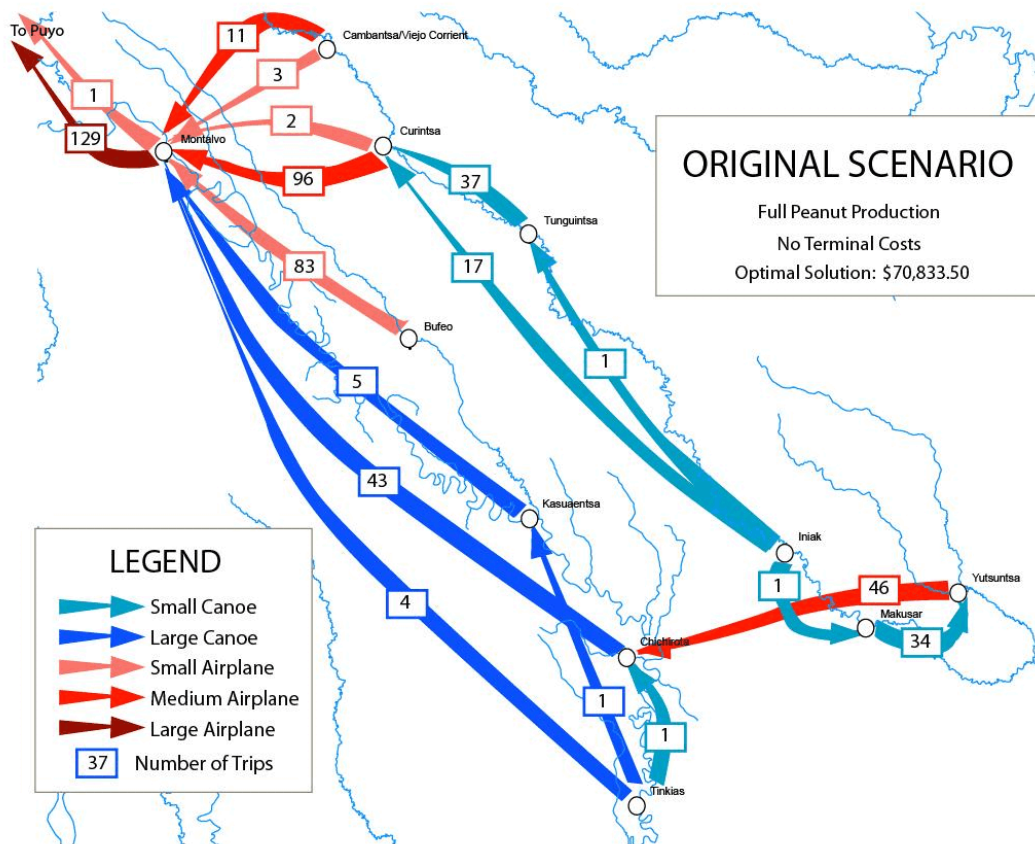 To Puyo
11
Cambantsa/Viejo Corrient
3
1
2
129
Montalvo
Curintsa
96
37
ORIGINAL SCENARIO
Full Peanut Production
No Terminal Costs
Optimal Solution: $70,833.50
Tunguintsa
17
83
Bufeo
1
5
43
Kasuaentsa
Iniak
LEGEND
Small Canoe
Large Canoe
Small Airplane
Medium Airplane
Large Airplane
37 Number of Trips
4
1
46
Yutsuntsa
Makusar
34
Chichirota
1
1
Tinkias